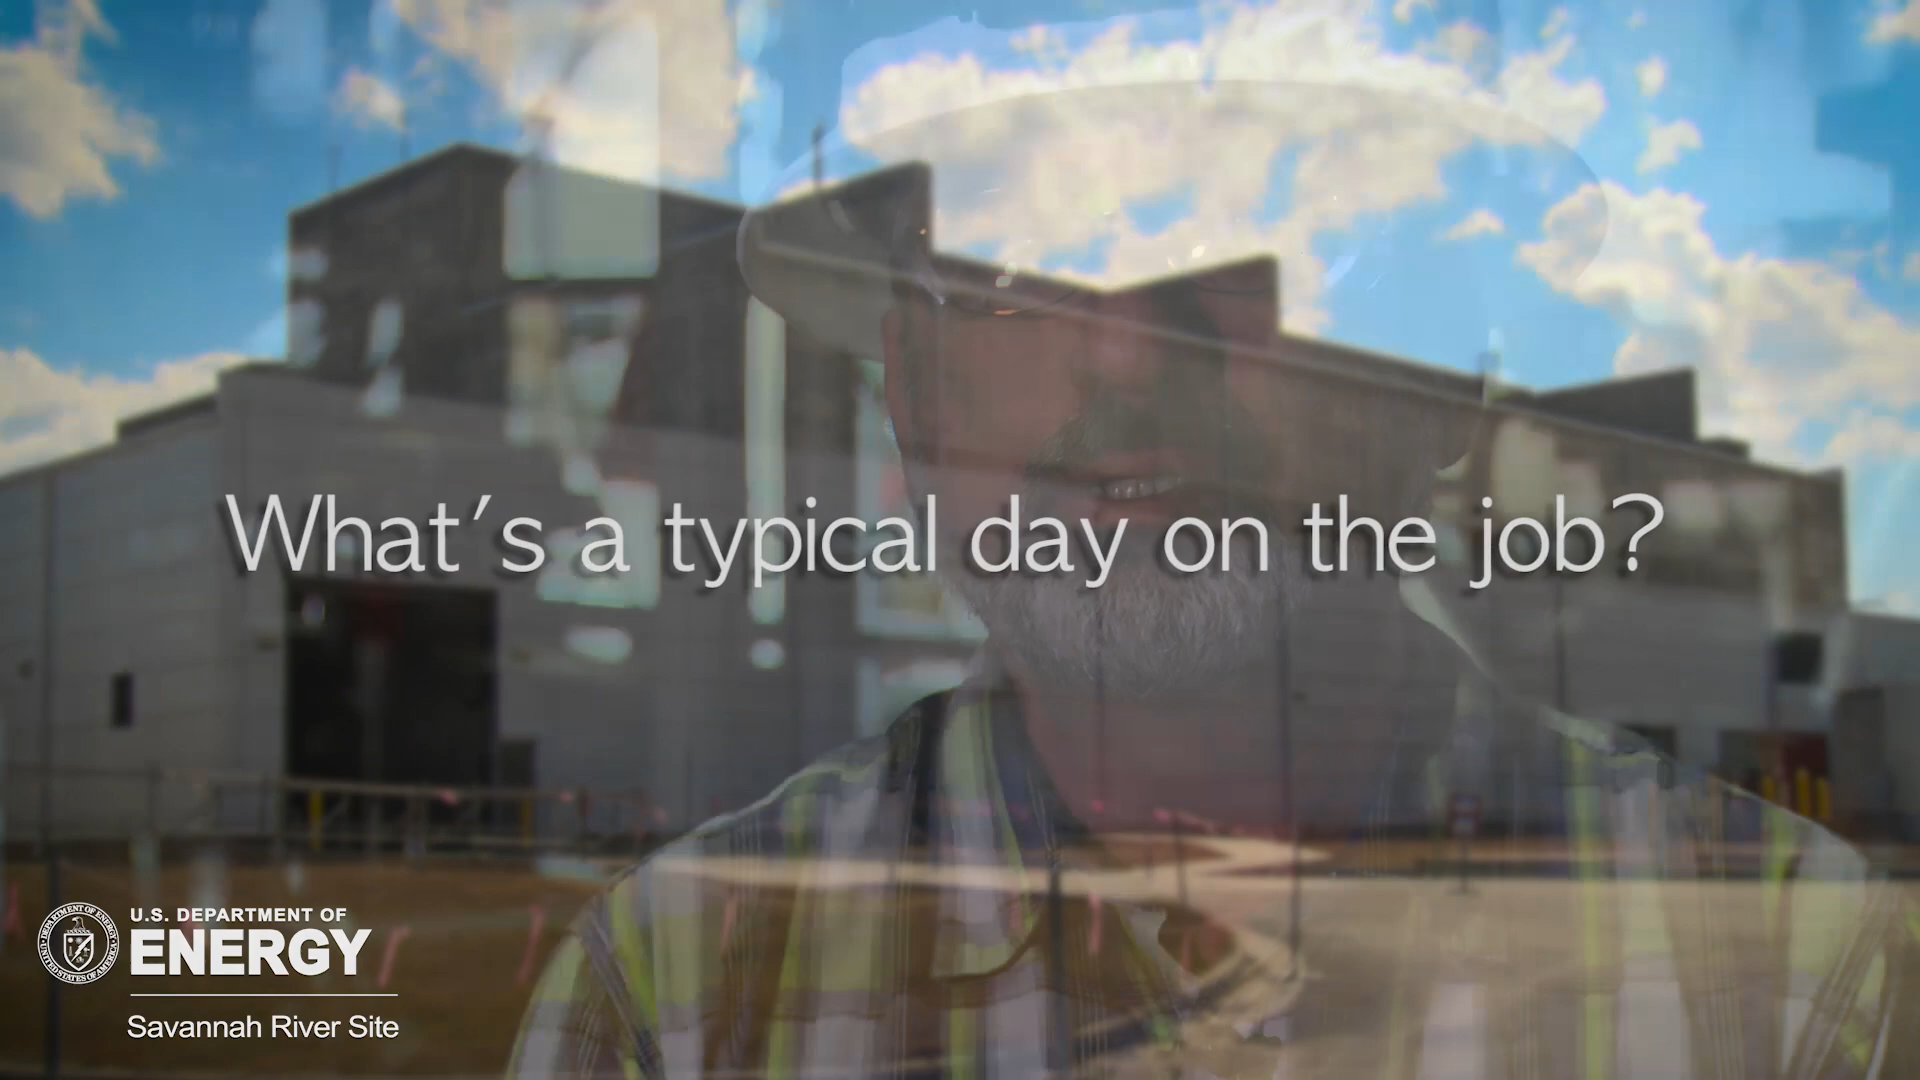 What's a typical day on the job?
U.S. DEPARTMENT OF
ENERGY
Savannah River Site